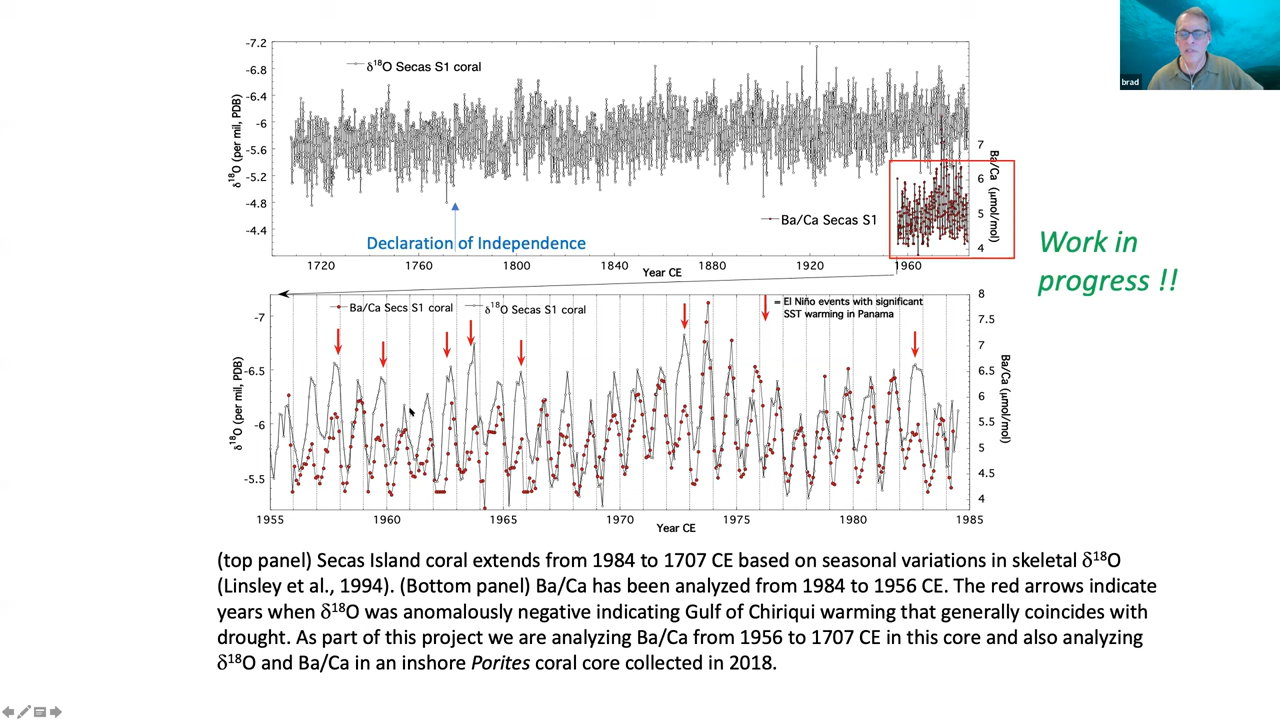 brad
-7.2
-6.8
-6.4
-6
-5.6
-5.2
-4.8
-4.4
δ¹⁸O (per mil, PDB)
δ¹⁸O Secas S1 coral
7
6
5
4
Ba/Ca (μmol/mol)
Ba/Ca Secas S1
Declaration of Independence
1720 1760 1800 1840 1880 1920 1960
Year CE
Work in
progress !!
Ba/Ca Secs S1 coral
δ¹⁸O Secas S1 coral
= El Niño events with significant
SST warming in Panama
-7
-6.5
-6
-5.5
δ¹⁸O (per mil, PDB)
8
7.5
7
6.5
6
5.5
5
4.5
4
Ba/Ca (μmol/mol)
1955 1960 1965 1970 1975 1980 1985
Year CE
(top panel) Secas Island coral extends from 1984 to 1707 CE based on seasonal variations in skeletal δ¹⁸O
(Linsley et al., 1994). (Bottom panel) Ba/Ca has been analyzed from 1984 to 1956 CE. The red arrows indicate
years when δ¹⁸O was anomalously negative indicating Gulf of Chiriqui warming that generally coincides with
drought. As part of this project we are analyzing Ba/Ca from 1956 to 1707 CE in this core and also analyzing
δ¹⁸O and Ba/Ca in an inshore Porites coral core collected in 2018.